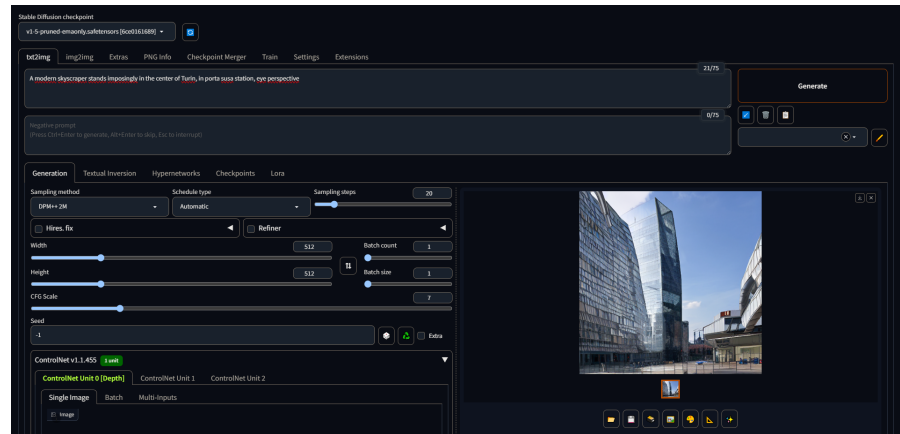 Stable Diffusion checkpoint
v1-5-pruned-emaonly.safetensors [6ce0161689]
txt2img img2img Extras PNG Info Checkpoint Merger Train Settings Extensions
21/75
A modern skyscraper stands imposingly in the center of Turin, in porta susa station, eye perspective
Generate
0/75
Negative prompt
(Press Ctrl+Enter to generate, Alt+Enter to skip, Esc to interrupt)
Generation Textual Inversion Hypernetworks Checkpoints Lora
Sampling method Schedule type Sampling steps 20
DPM++ 2M Automatic
Hires. fix Refiner
Width 512 Batch count 1
Height 512 Batch size 1
CFG Scale 7
Seed
-1
Extra
ControlNet v1.1.455 1 unit
ControlNet Unit 0 [Depth] ControlNet Unit 1 ControlNet Unit 2
Single Image Batch Multi-Inputs
Image